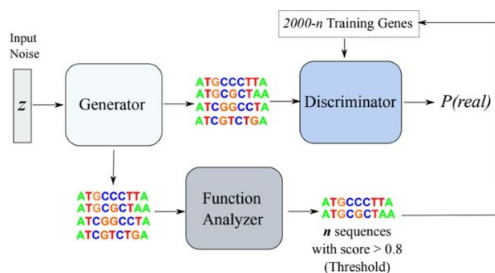 Input
Noise
z
Generator
ATGCCCTTA
ATGCGCTAA
ATCGGCCTA
ATCGTCTGA
2000-n Training Genes
Discriminator
P(real)
ATGCCCTTA
ATGCGCTAA
ATCGGCCTA
ATCGTCTGA
Function
Analyzer
ATGCCCTTA
ATGCGCTAA
n sequences
with score > 0.8
(Threshold)